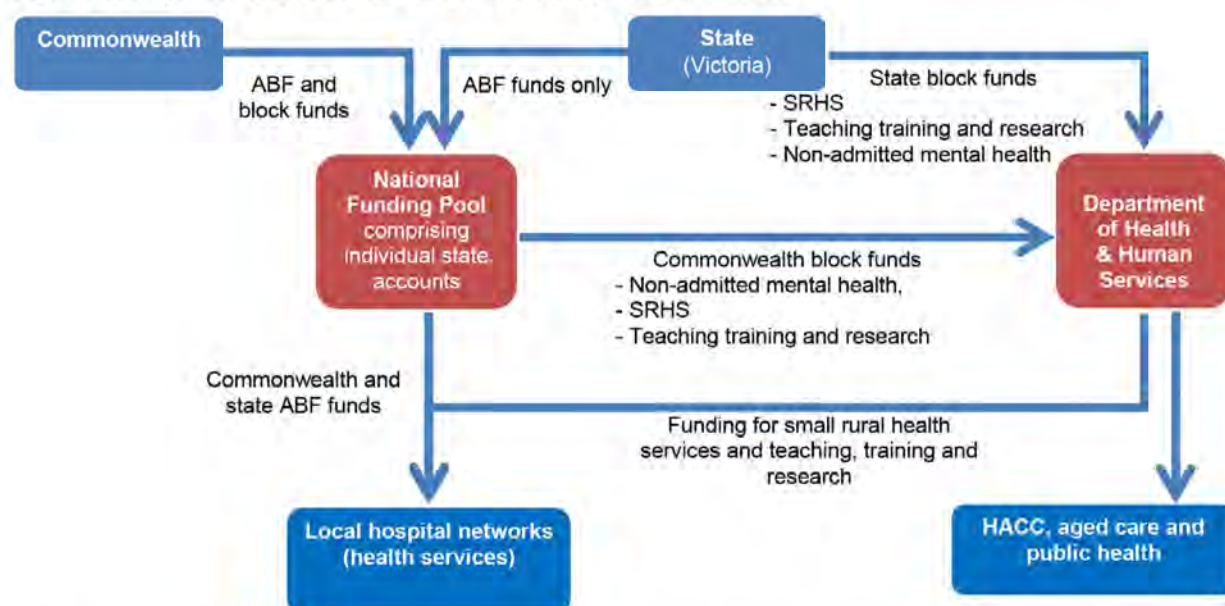 Commonwealth
ABF and
block funds
ABF funds only
State
(Victoria)
State block funds
- SRHS
- Teaching training and research
- Non-admitted mental health
National
Funding Pool
comprising
individual state
accounts
Commonwealth block funds
- Non-admitted mental health,
- SRHS
- Teaching training and research
Department
of Health
& Human
Services
Commonwealth and
state ABF funds
Funding for small rural health
services and teaching, training and
research
Local hospital networks
(health services)
HACC, aged care and
public health